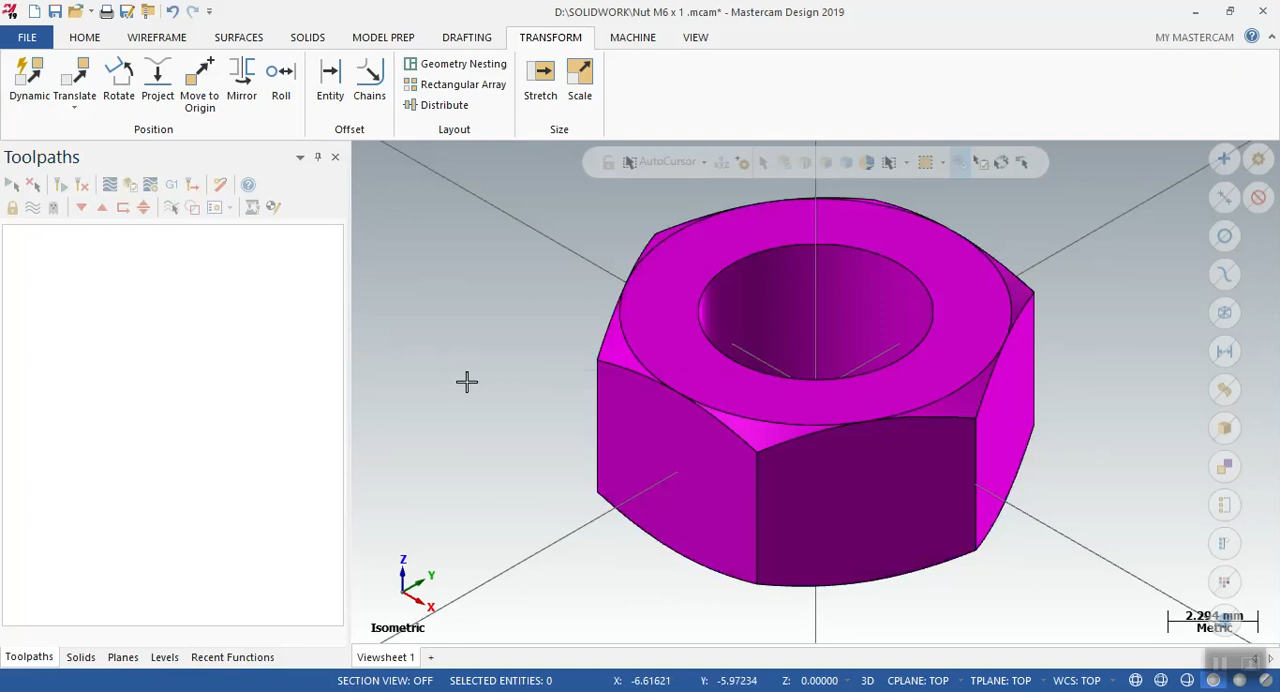 D:\SOLIDWORK\Nut M6 x 1 .mcam* - Mastercam Design 2019
FILE HOME WIREFRAME SURFACES SOLIDS MODEL PREP DRAFTING TRANSFORM MACHINE VIEW MY MASTERCAM
Dynamic Translate Rotate Project Move to Origin Mirror Roll
Position
Entity Chains
Offset
Geometry Nesting
Rectangular Array
Distribute
Layout
Stretch Scale
Size
Toolpaths
G1
AutoCursor
Z
Y
X
Isometric
2.294 mm
Metric
Toolpaths Solids Planes Levels Recent Functions
Viewsheet 1 +
SECTION VIEW: OFF SELECTED ENTITIES: 0 X: -6.61621 Y: -5.97234 Z: 0.00000 3D CPLANE: TOP TPLANE: TOP WCS: TOP